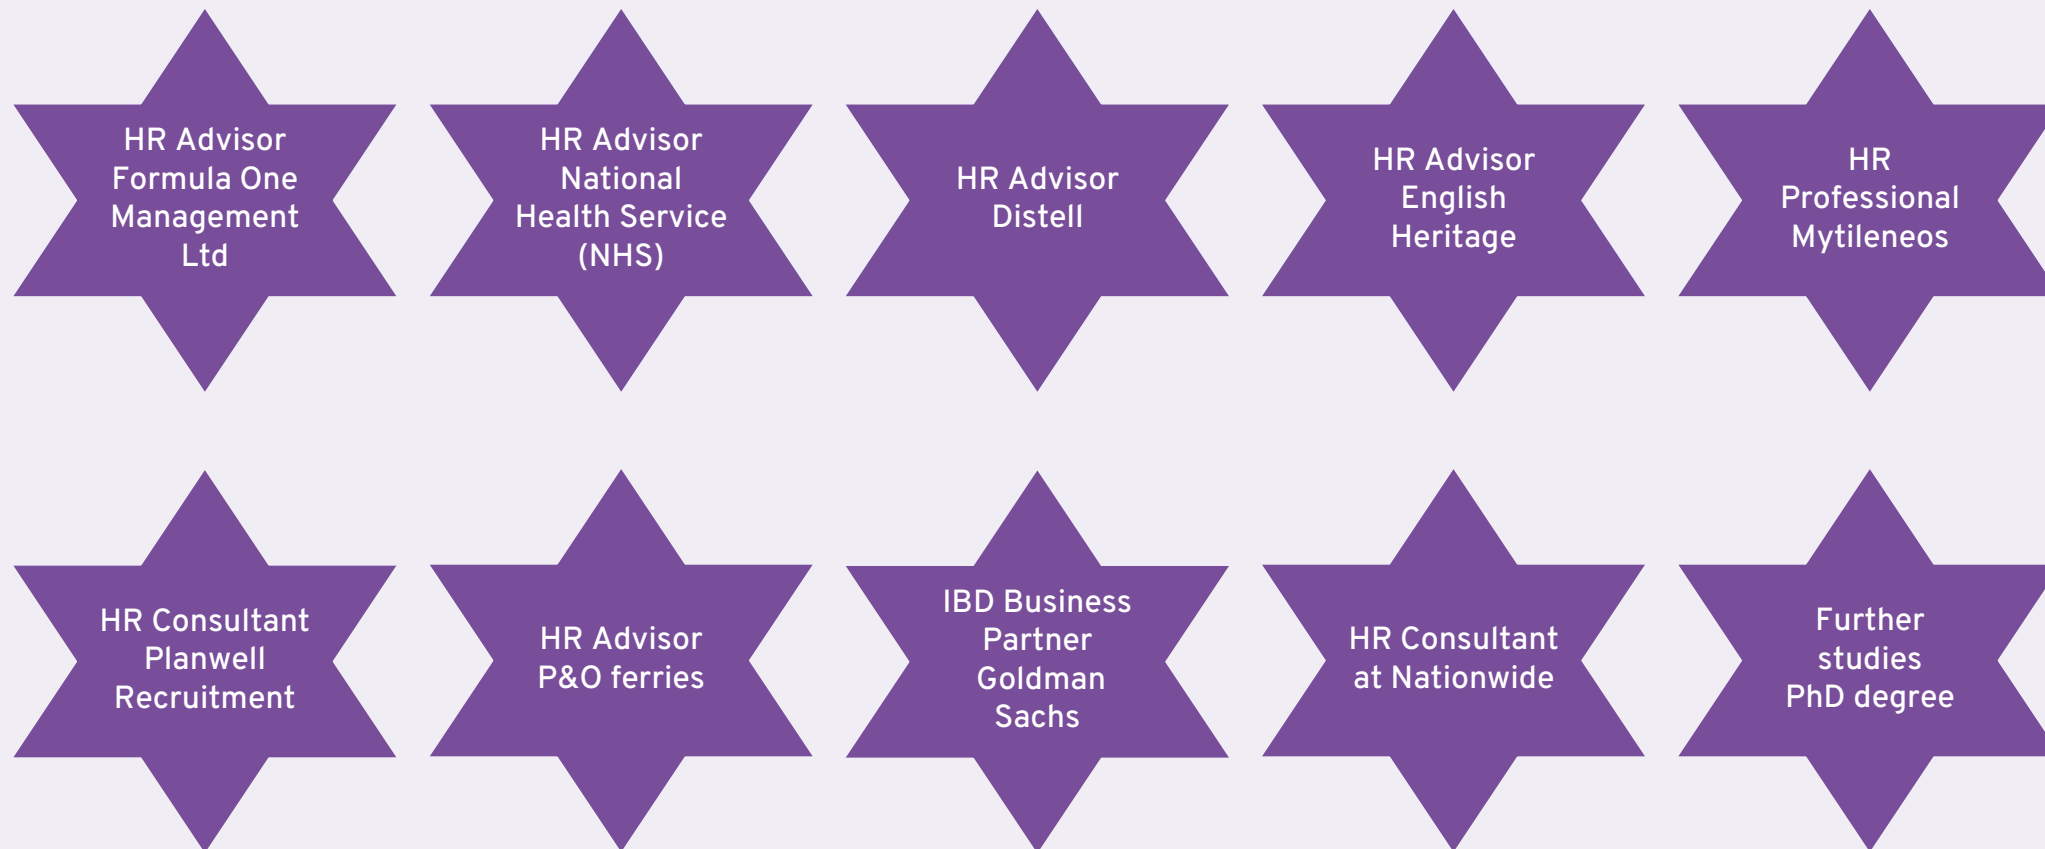 HR Advisor
Formula One
Management
Ltd
HR Advisor
National
Health Service
(NHS)
HR Advisor
Distell
HR Advisor
English
Heritage
HR
Professional
Mytileneos
HR Consultant
Planwell
Recruitment
HR Advisor
P&O ferries
IBD Business
Partner
Goldman
Sachs
HR Consultant
at Nationwide
Further
studies
PhD degree